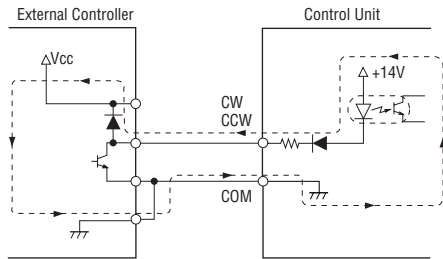 External Controller
Control Unit
Vcc
+14V
CW
CCW
COM